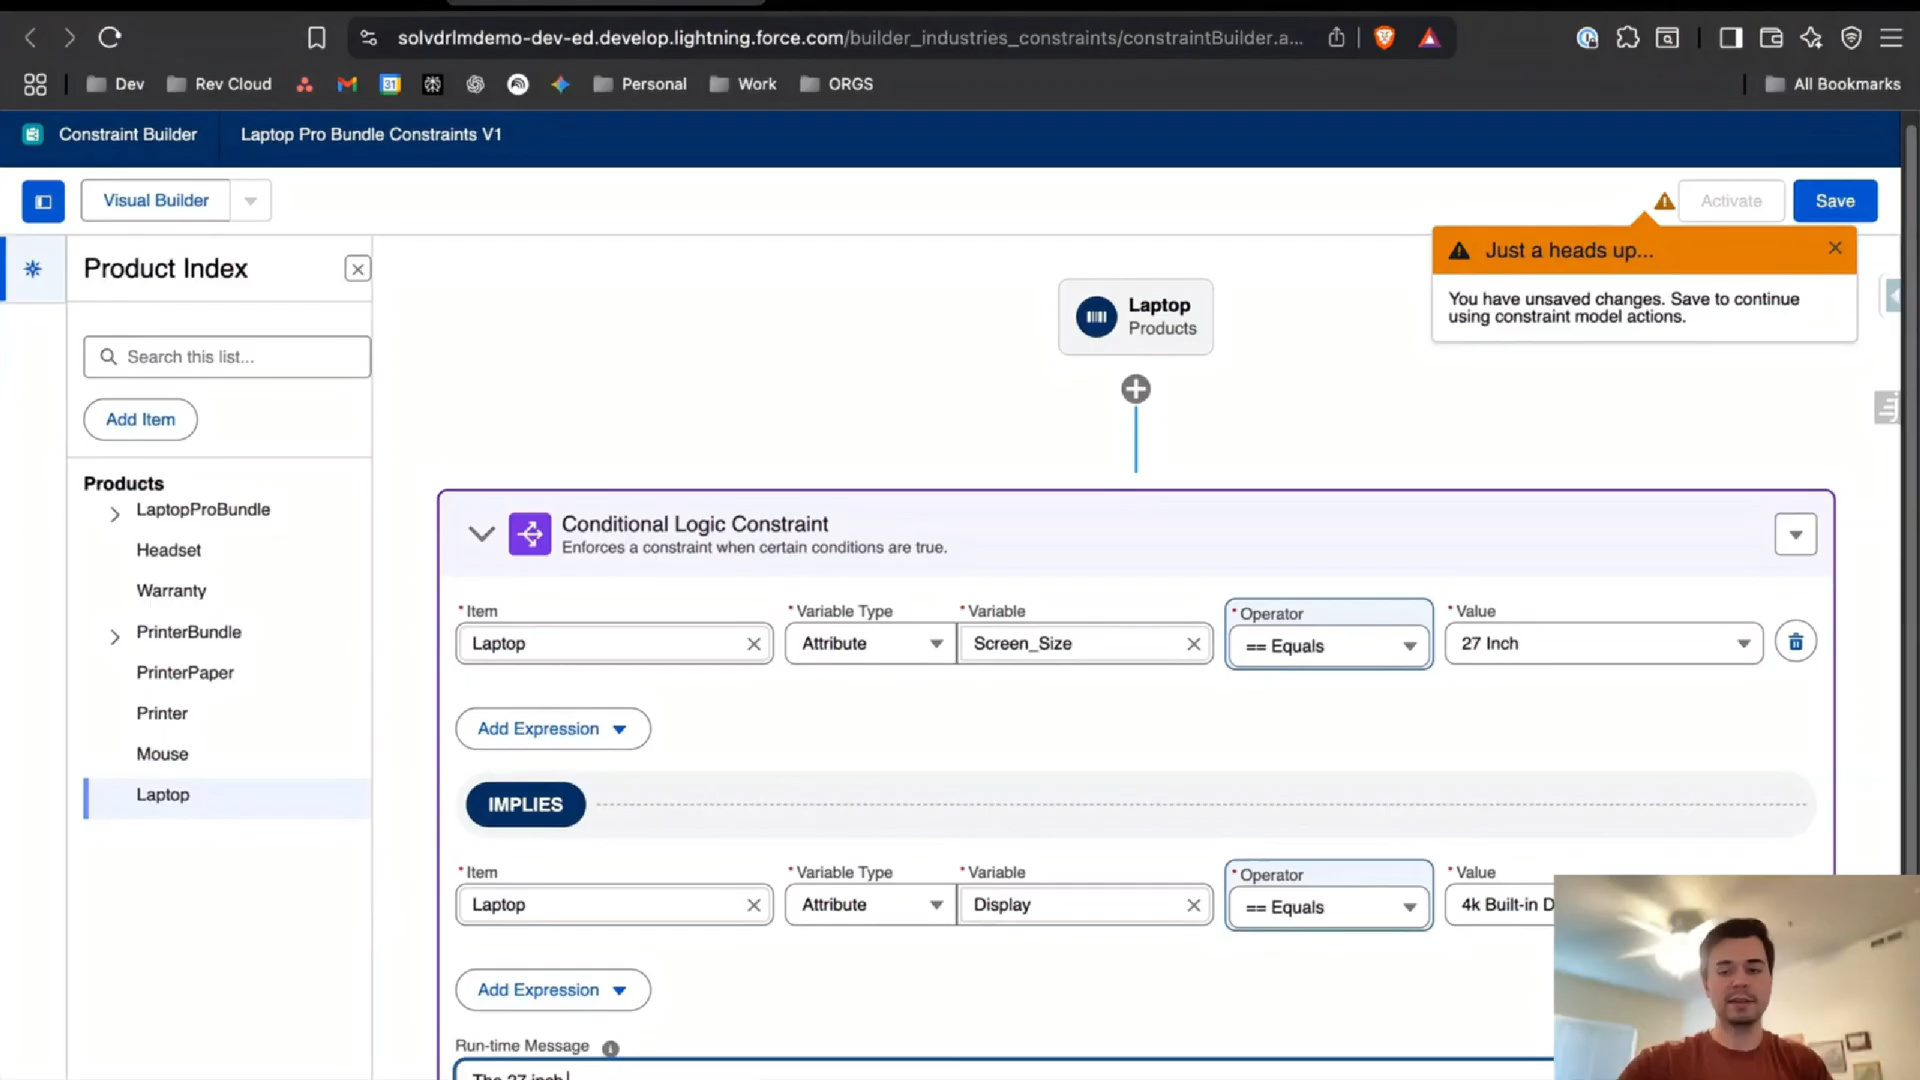 solvdrlmdemo-dev-ed.develop.lightning.force.com/builder_industries_constraints/constraintBuilder.a...
Dev
Rev Cloud
31
Personal
Work
ORGS
All Bookmarks
Constraint Builder
Laptop Pro Bundle Constraints V1
Visual Builder
Activate
Save
Just a heads up...
You have unsaved changes. Save to continue
using constraint model actions.
Product Index
Search this list...
Add Item
Products
LaptopProBundle
Headset
Warranty
PrinterBundle
PrinterPaper
Printer
Mouse
Laptop
Laptop
Products
Conditional Logic Constraint
Enforces a constraint when certain conditions are true.
* Item
* Variable Type
* Variable
* Operator
* Value
Laptop
Attribute
Screen_Size
== Equals
27 Inch
Add Expression
IMPLIES
* Item
* Variable Type
* Variable
* Operator
* Value
Laptop
Attribute
Display
== Equals
4k Built-in D
Add Expression
Run-time Message
The 27 inch